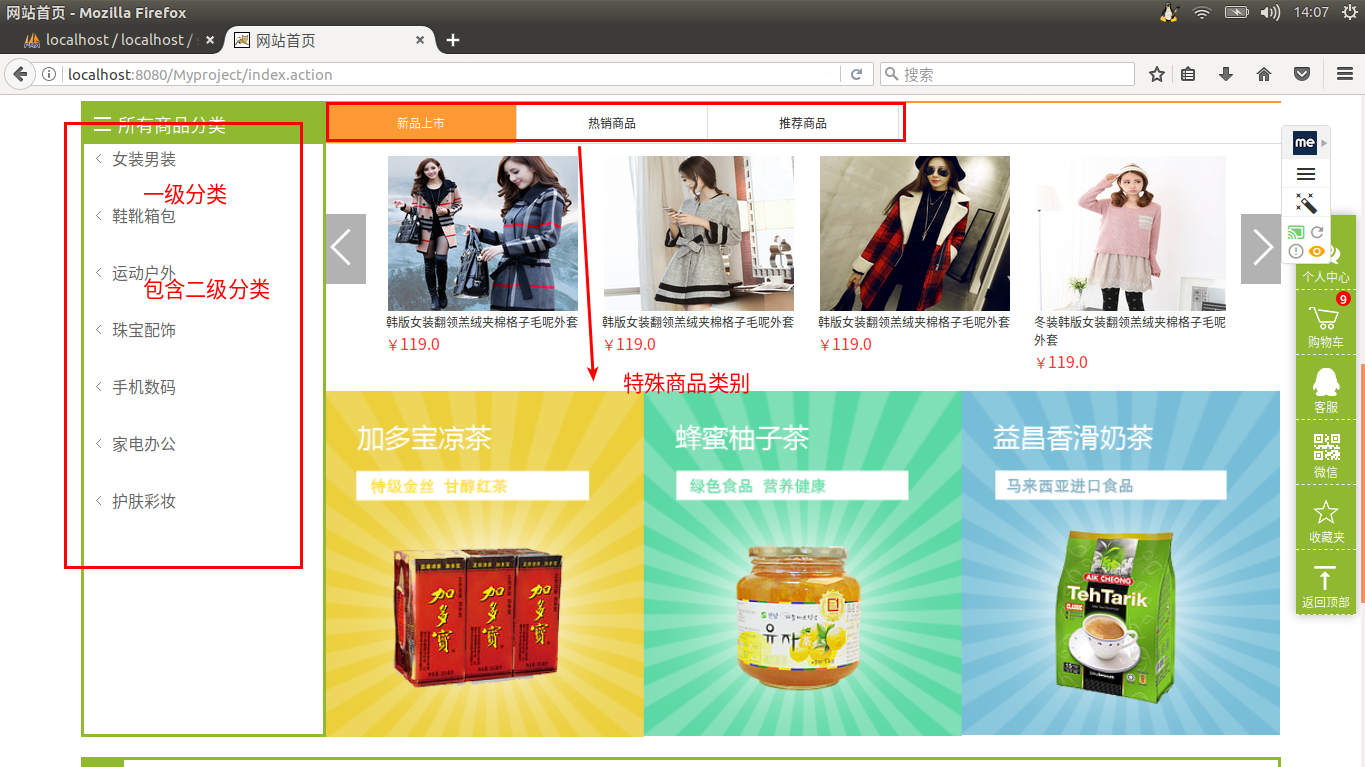 网站首页 - Mozilla Firefox
14:07
localhost / localhost /
网站首页
localhost:8080/Myproject/index.action
搜索
所有商品分类
新品上市
热销商品
推荐商品
女装男装
一级分类
鞋靴箱包
运动户外
包含二级分类
珠宝配饰
手机数码
家电办公
护肤彩妆
韩版女装翻领羔绒夹棉格子毛呢外套
¥119.0
韩版女装翻领羔绒夹棉格子毛呢外套
¥119.0
韩版女装翻领羔绒夹棉格子毛呢外套
¥119.0
冬装韩版女装翻领羔绒夹棉格子毛呢
外套
¥119.0
特殊商品类别
加多宝凉茶
特级金丝 甘醇红茶
加多寶
加多寶
加多寶
蜂蜜柚子茶
绿色食品 营养健康
유자
茶
益昌香滑奶茶
马来西亚进口食品
AIK CHEONG
TehTarik
CLASSIC
me
个人中心
9
购物车
客服
微信
收藏夹
返回顶部